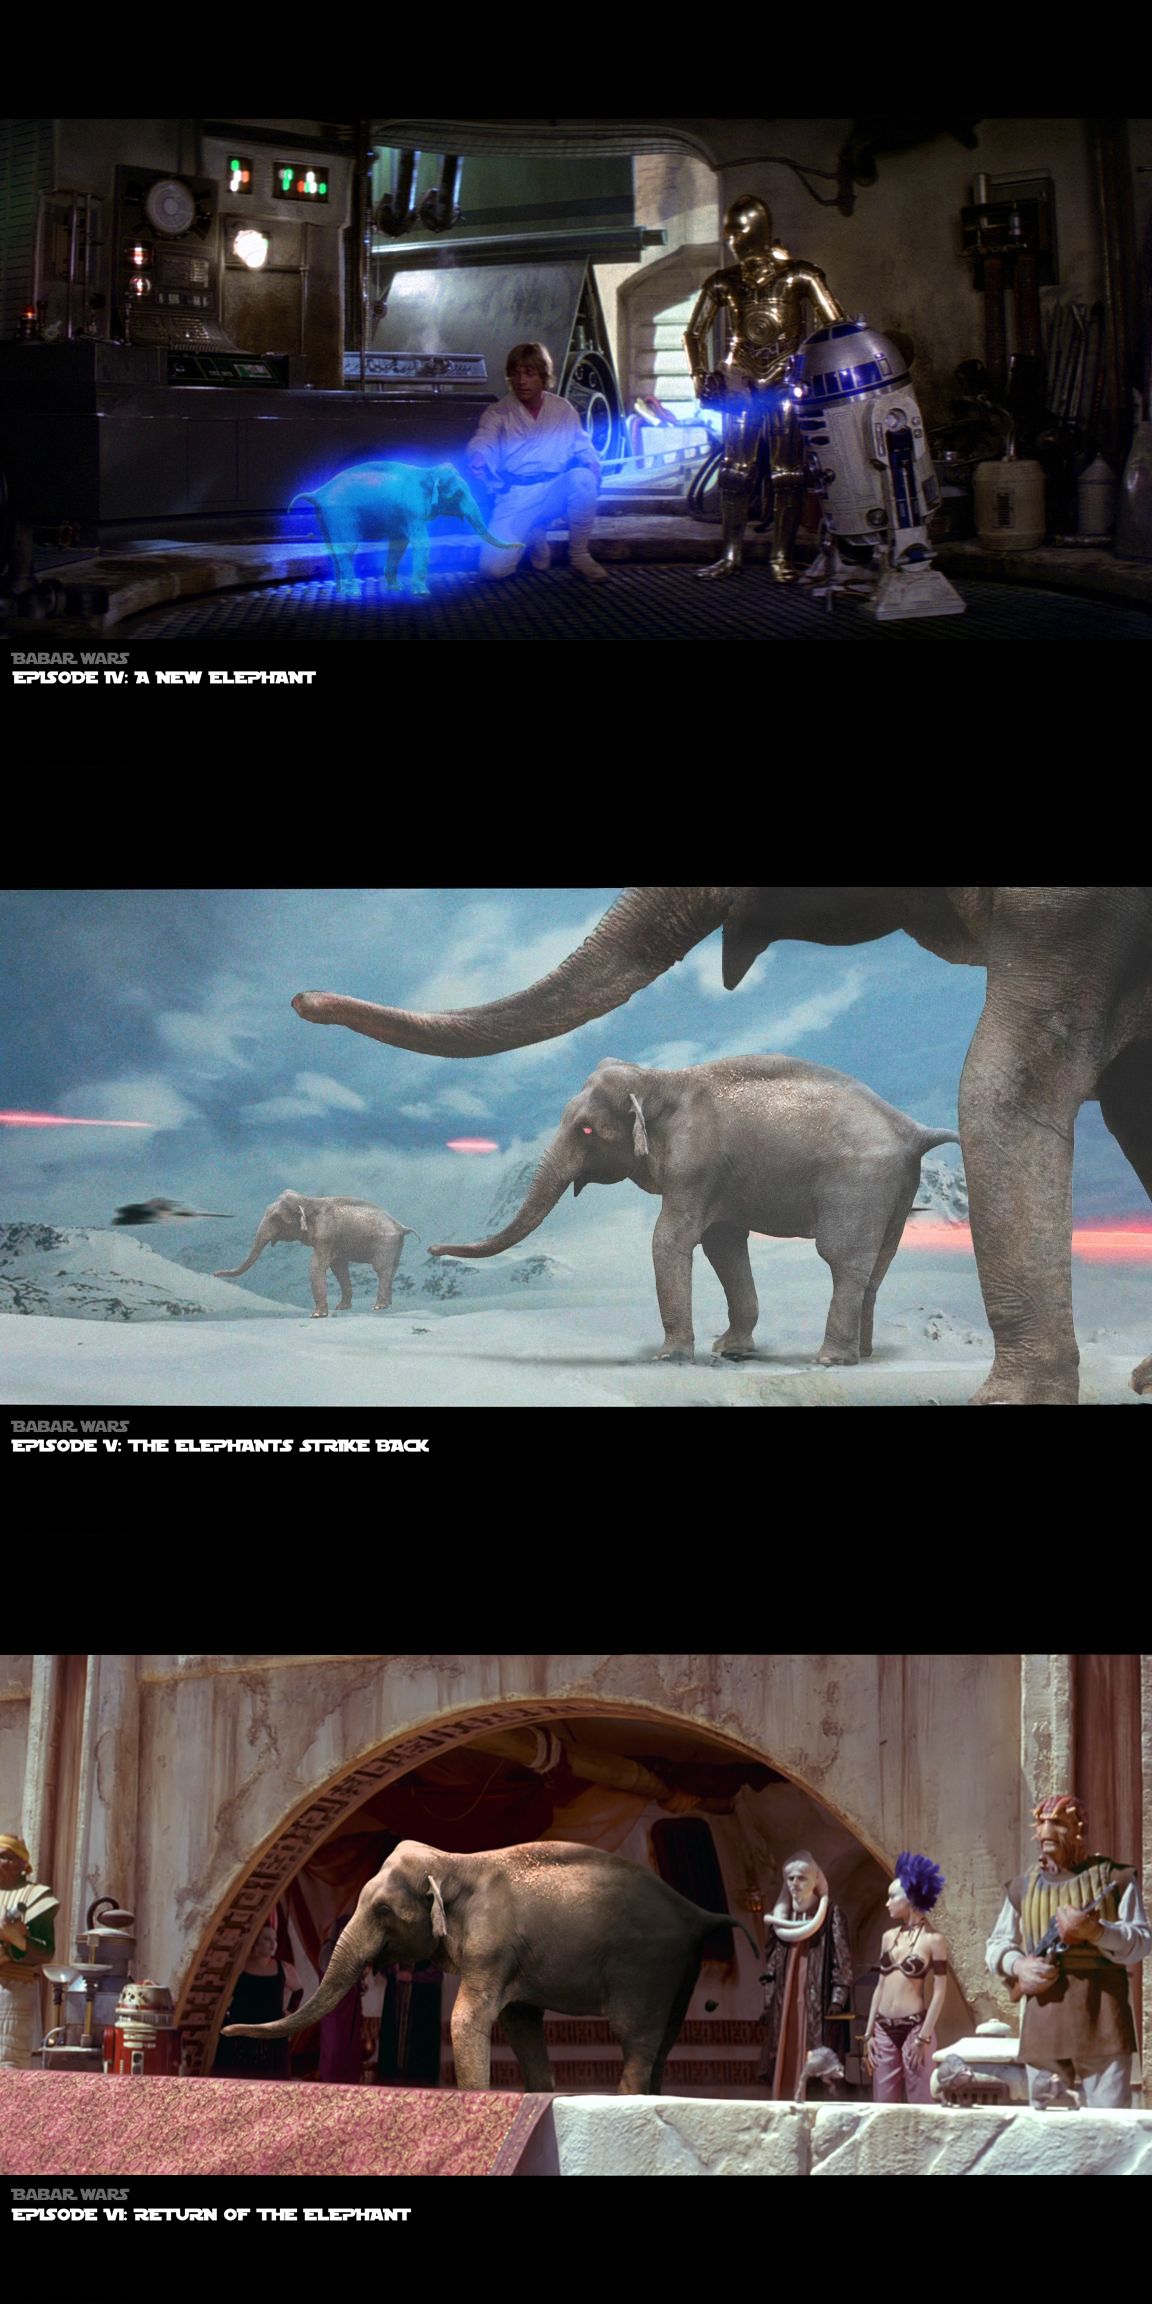 BABAR WARS
EPISODE IV: A NEW ELEPHANT
BABAR WARS
EPISODE V: THE ELEPHANTS STRIKE BACK
BABAR WARS
EPISODE VI: RETURN OF THE ELEPHANT